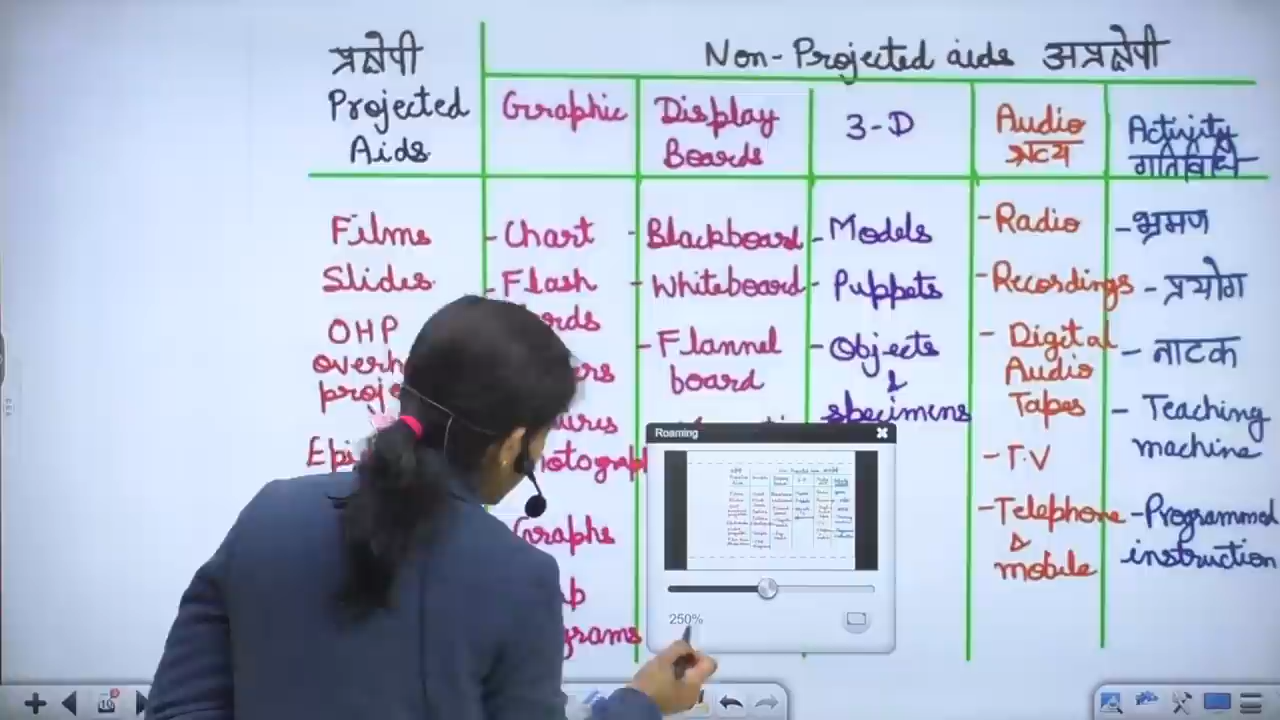 प्रक्षेपी
Non-Projected aids अप्रक्षेपी
Projected Aids
Graphic
Display Boards
3-D
Audio
श्रव्य
Activity
गतिविधि
Films
Slides
OHP
- Chart
- Flash
- Blackboard
- Whiteboard
- Flannel
board
- Models
- Puppets
- Objects
&
specimens
- Radio
- Recordings
- Digital
Audio
Tapes
- T.V
- Telephone
&
mobile
- भ्रमण
- प्रयोग
- नाटक
- Teaching
machine
- Programmed
instruction
Graphs
Roaming
250%